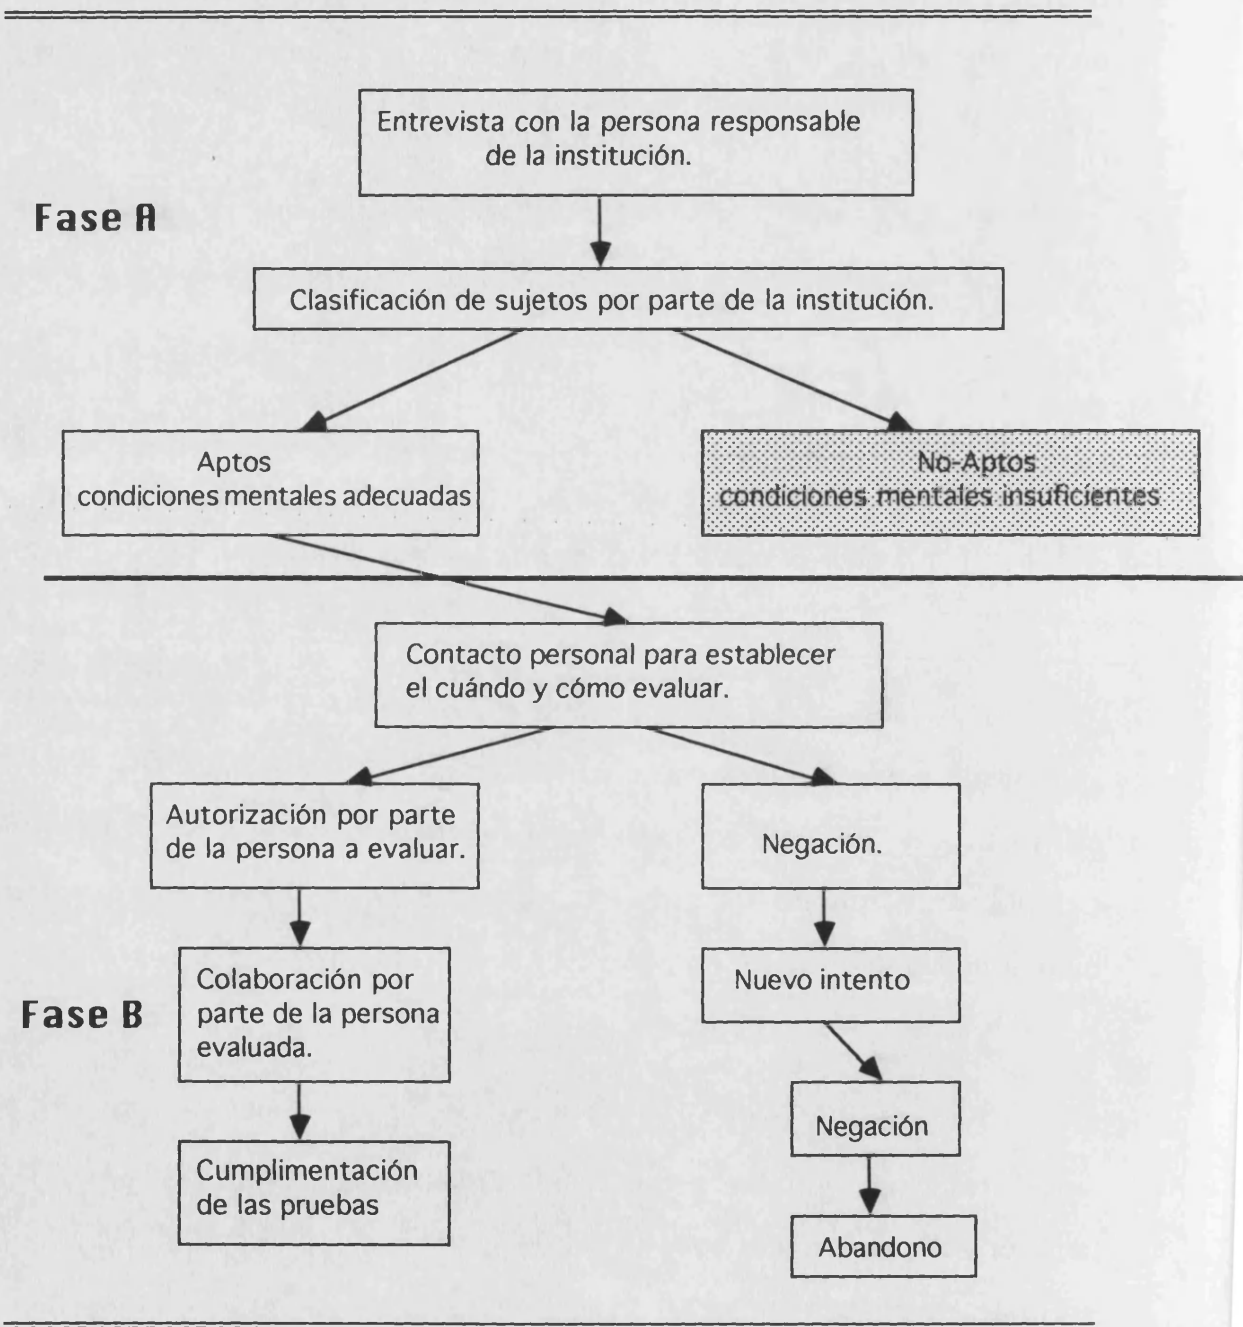 Entrevista con la persona responsable
de la institución.
Fase A
Clasificación de sujetos por parte de la institución.
Aptos
condiciones mentales adecuadas
No-Aptos
condiciones mentales insuficientes
Contacto personal para establecer
el cuándo y cómo evaluar.
Autorización por parte
de la persona a evaluar.
Negación.
Fase B
Colaboración por
parte de la persona
evaluada.
Nuevo intento
Negación
Cumplimentación
de las pruebas
Abandono